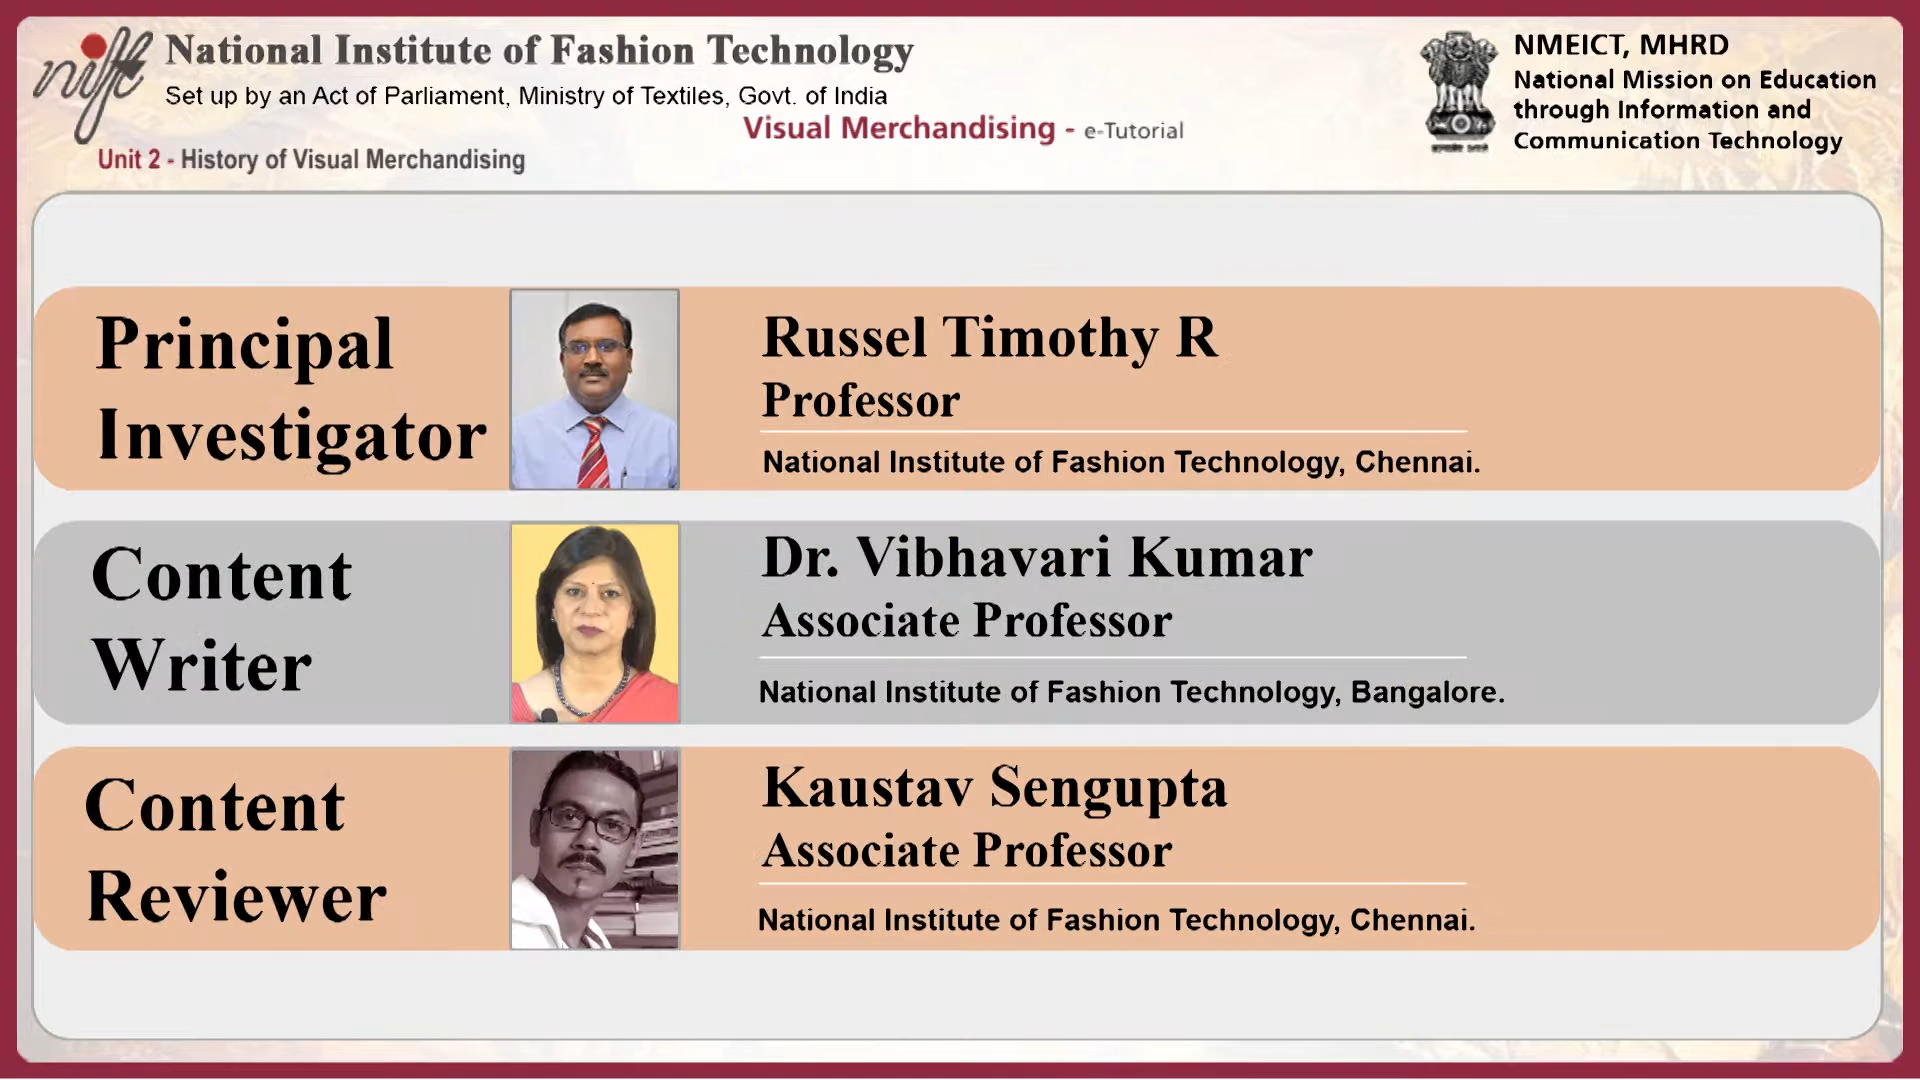 nift
National Institute of Fashion Technology
Set up by an Act of Parliament, Ministry of Textiles, Govt. of India
Visual Merchandising - e-Tutorial
Unit 2 - History of Visual Merchandising
NMEICT, MHRD
National Mission on Education
through Information and
Communication Technology
Principal
Investigator
Russel Timothy R
Professor
National Institute of Fashion Technology, Chennai.
Content
Writer
Dr. Vibhavari Kumar
Associate Professor
National Institute of Fashion Technology, Bangalore.
Content
Reviewer
Kaustav Sengupta
Associate Professor
National Institute of Fashion Technology, Chennai.